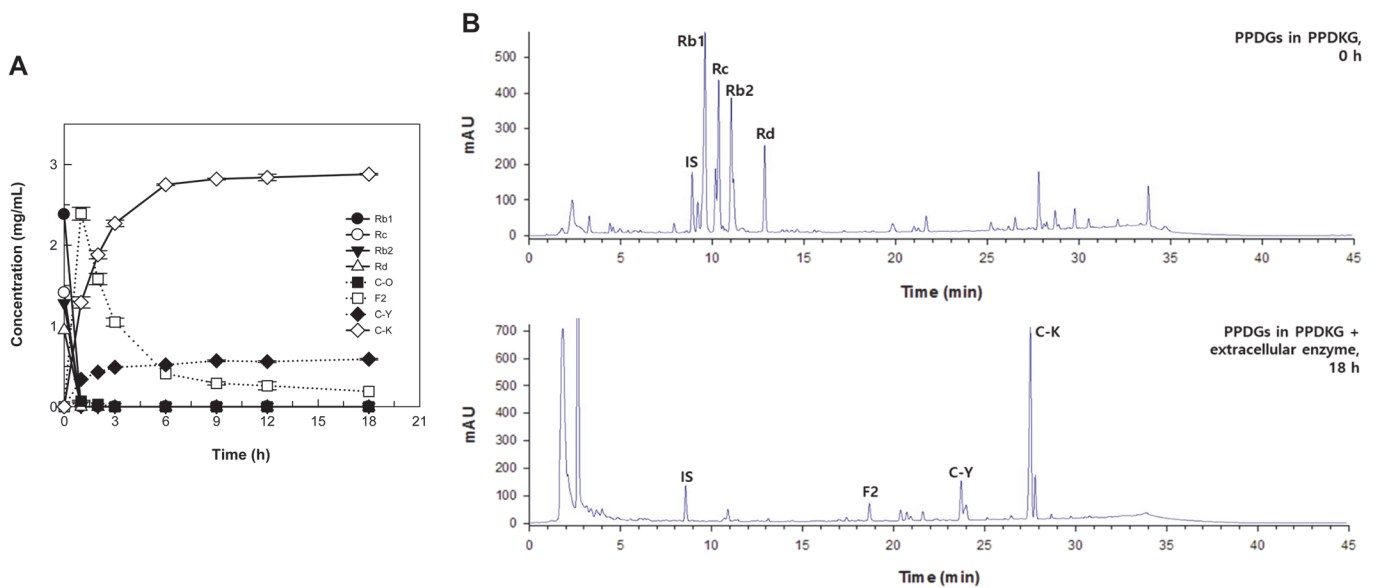 A
Concentration (mg/mL)
3
2
1
0
0 3 6 9 12 15 18 21
Time (h)
Rb1
Rc
Rb2
Rd
C-O
F2
C-Y
C-K
B
PPDGs in PPDKG,
0 h
mAU
500
400
300
200
100
0
IS
Rb1
Rc
Rb2
Rd
0 5 10 15 20 25 30 35 40 45
Time (min)
PPDGs in PPDKG +
extracellular enzyme,
18 h
mAU
700
600
500
400
300
200
100
0
IS
F2
C-Y
C-K
0 5 10 15 20 25 30 35 40 45
Time (min)